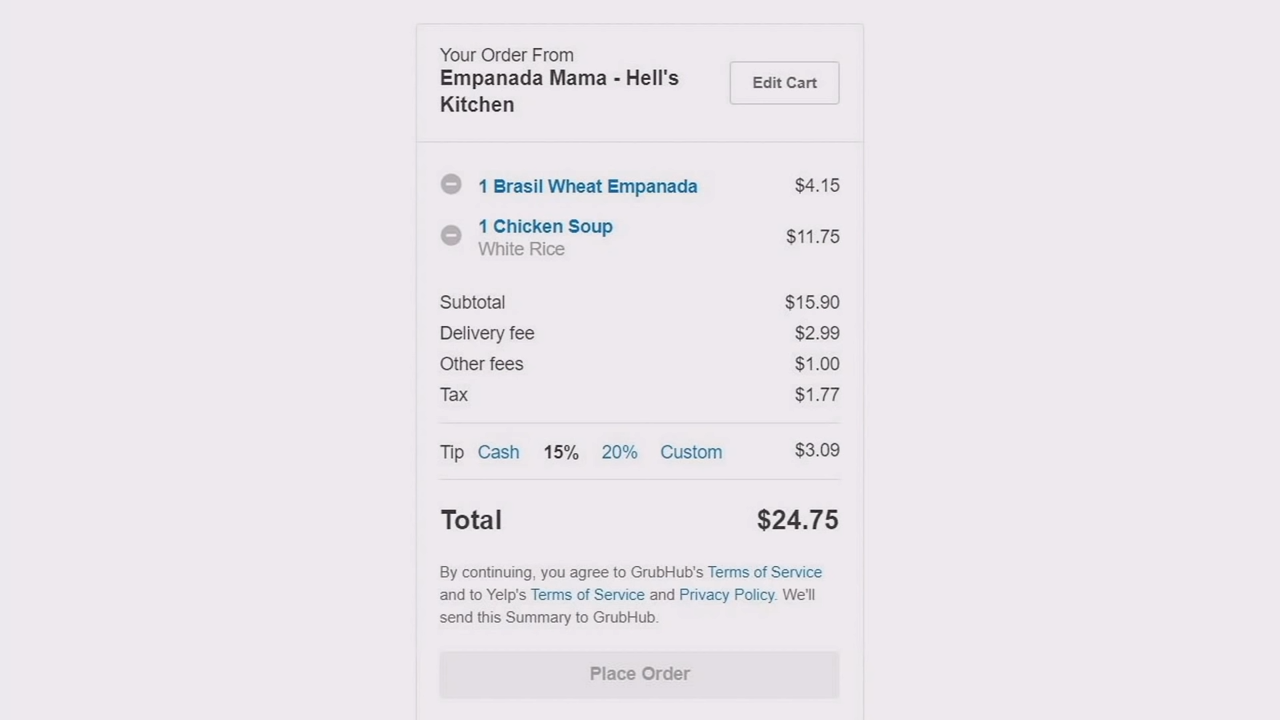 Your Order From
Empanada Mama - Hell's
Kitchen
Edit Cart
1 Brasil Wheat Empanada $4.15
1 Chicken Soup
White Rice
$11.75
Subtotal $15.90
Delivery fee $2.99
Other fees $1.00
Tax $1.77
Tip Cash 15% 20% Custom $3.09
Total $24.75
By continuing, you agree to GrubHub's Terms of Service
and to Yelp's Terms of Service and Privacy Policy. We'll
send this Summary to GrubHub.
Place Order